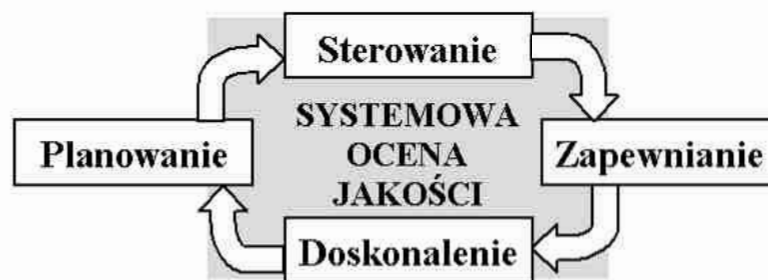 Sterowanie
SYSTEMOWA
OCENA
JAKOŚCI
Planowanie
Zapewnianie
Doskonalenie